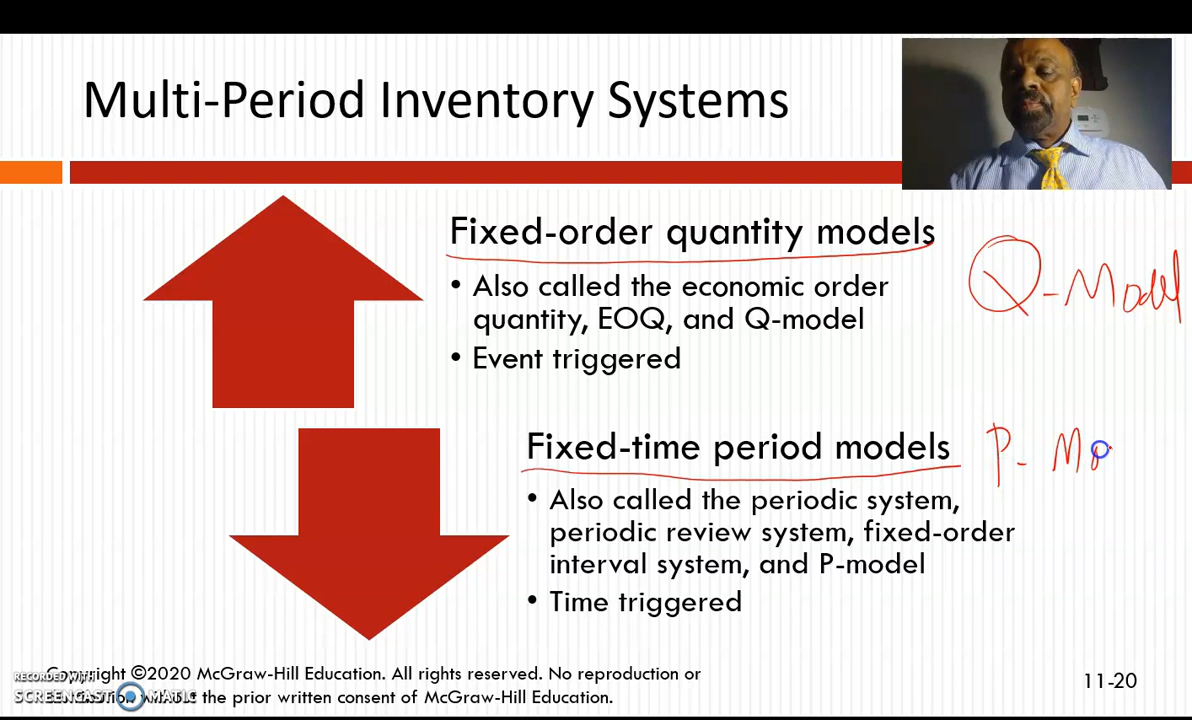 Multi-Period Inventory Systems
Fixed-order quantity models
• Also called the economic order
quantity, EOQ, and Q-model
• Event triggered
Q-Model
Fixed-time period models
P- Mo
• Also called the periodic system,
periodic review system, fixed-order
interval system, and P-model
• Time triggered
Copyright ©2020 McGraw-Hill Education. All rights reserved. No reproduction or
the prior written consent of McGraw-Hill Education.
RECORDED WITH
SCREENCAST MATIC
11-20